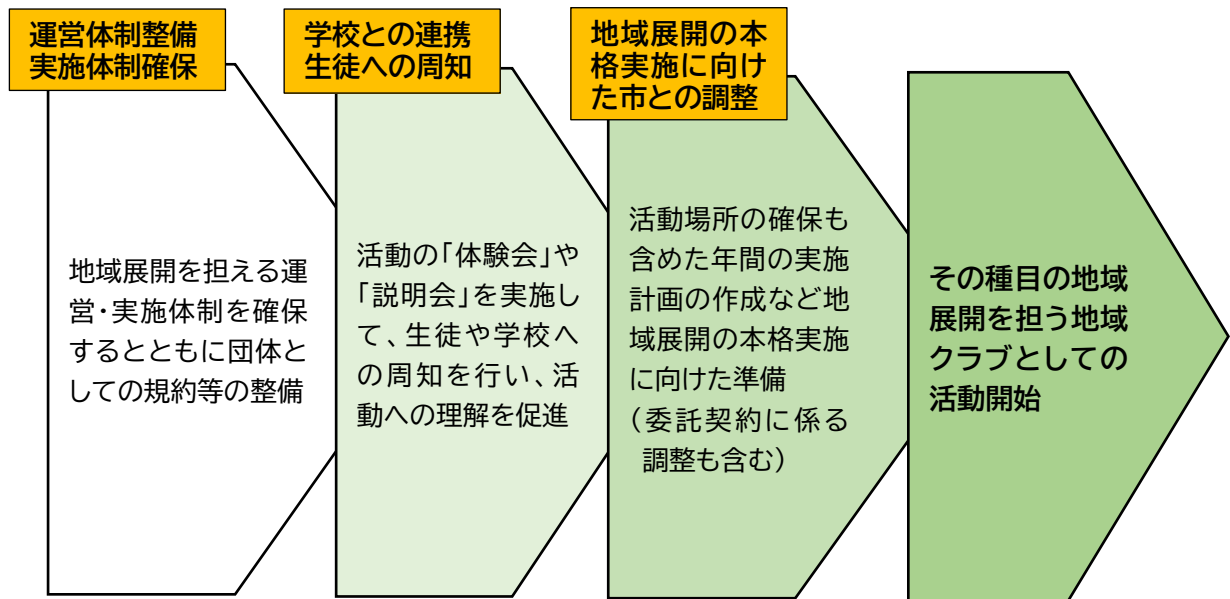 運営体制整備
実施体制確保
地域展開を担える運
営・実施体制を確保
するとともに団体と
しての規約等の整備
学校との連携
生徒への周知
活動の「体験会」や
「説明会」を実施し
て、生徒や学校へ
の周知を行い、活
動への理解を促進
地域展開の本
格実施に向け
た市との調整
活動場所の確保も
含めた年間の実施
計画の作成など地
域展開の本格実施
に向けた準備
（委託契約に係る
調整も含む）
その種目の地域
展開を担う地域
クラブとしての
活動開始